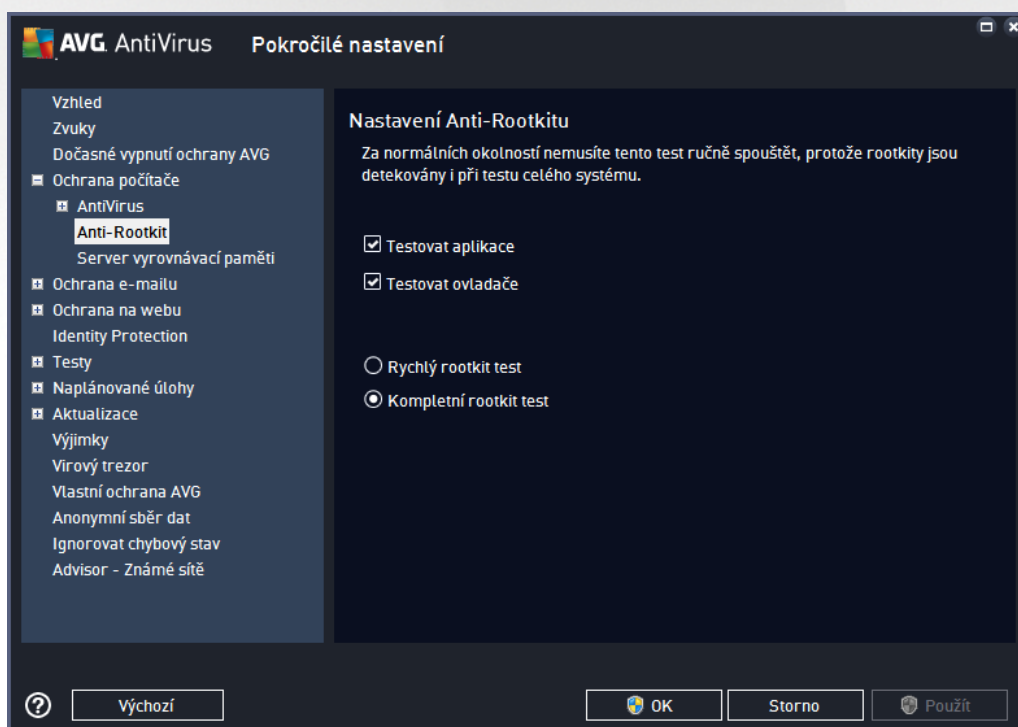 AVG. AntiVirus Pokročilé nastavení
Vzhled
Zvuky
Dočasné vypnutí ochrany AVG
Ochrana počítače
AntiVirus
Anti-Rootkit
Server vyrovnávací paměti
Ochrana e-mailu
Ochrana na webu
Identity Protection
Testy
Naplánované úlohy
Aktualizace
Výjimky
Virový trezor
Vlastní ochrana AVG
Anonymní sběr dat
Ignorovat chybový stav
Advisor - Známé sítě
Nastavení Anti-Rootkitu
Za normálních okolností nemusíte tento test ručně spouštět, protože rootkity jsou
detekovány i při testu celého systému.
Testovat aplikace
Testovat ovladače
Rychlý rootkit test
Kompletní rootkit test
Výchozí
OK
Storno
Použít